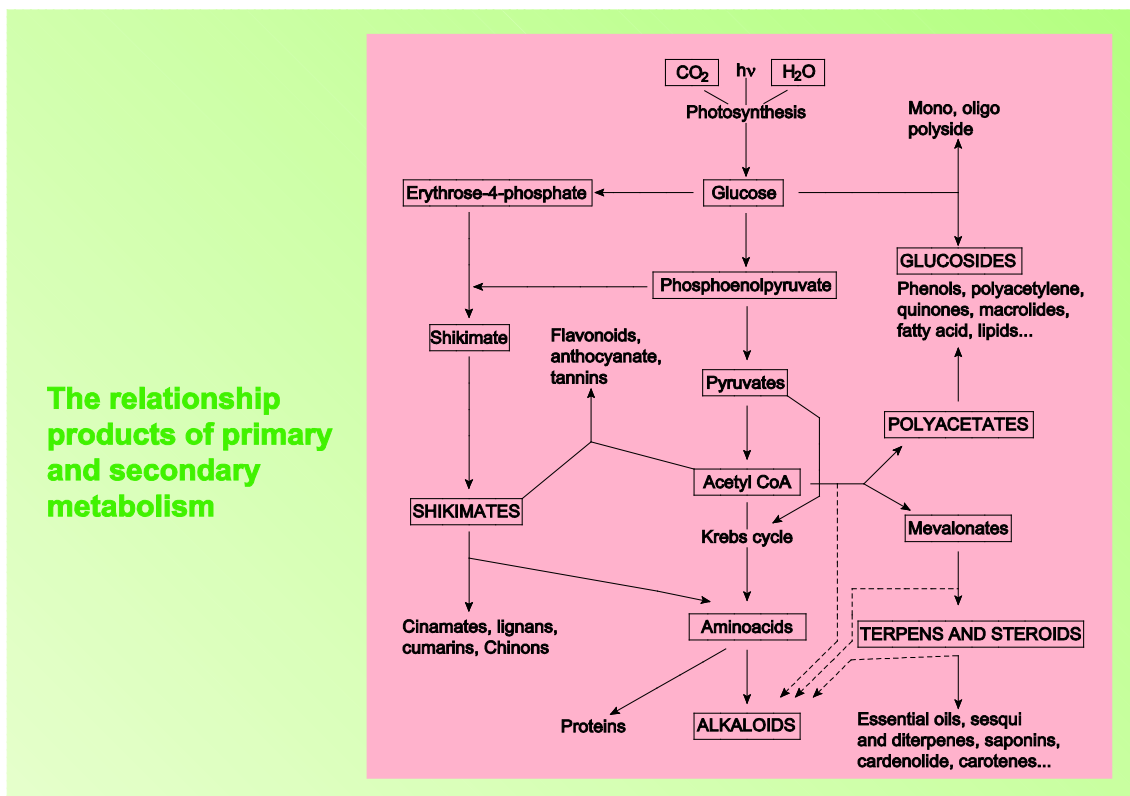 The relationship
products of primary
and secondary
metabolism
CO₂
hν
H₂O
Photosynthesis
Mono, oligo
polyside
Erythrose-4-phosphate
Glucose
GLUCOSIDES
Phenols, polyacetylene,
quinones, macrolides,
fatty acid, lipids...
Phosphoenolpyruvate
Shikimate
Flavonoids,
anthocyanate,
tannins
Pyruvates
POLYACETATES
Acetyl CoA
SHIKIMATES
Krebs cycle
Mevalonates
Cinamates, lignans,
cumarins, Chinons
Aminoacids
TERPENS AND STEROIDS
Proteins
ALKALOIDS
Essential oils, sesqui
and diterpenes, saponins,
cardenolide, carotenes...